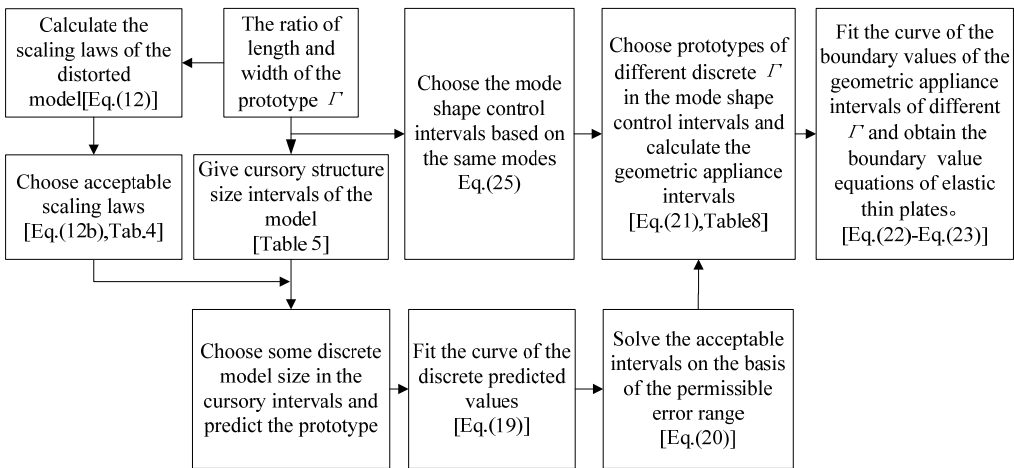 Calculate the
scaling laws of the
distorted
model[Eq.(12)]
The ratio of
length and
width of the
prototype Γ
Choose acceptable
scaling laws
[Eq.(12b),Tab.4]
Give cursory structure
size intervals of the
model
[Table 5]
Choose the mode
shape control
intervals based on
the same modes
Eq.(25)
Choose prototypes of
different discrete Γ
in the mode shape
control intervals and
calculate the
geometric appliance
intervals
[Eq.(21),Table8]
Fit the curve of the
boundary values of the
geometric appliance
intervals of different
Γ and obtain the
boundary value
equations of elastic
thin plates。
[Eq.(22)-Eq.(23)]
Choose some discrete
model size in the
cursory intervals and
predict the prototype
Fit the curve of the
discrete predicted
values
[Eq.(19)]
Solve the acceptable
intervals on the basis
of the permissible
error range
[Eq.(20)]